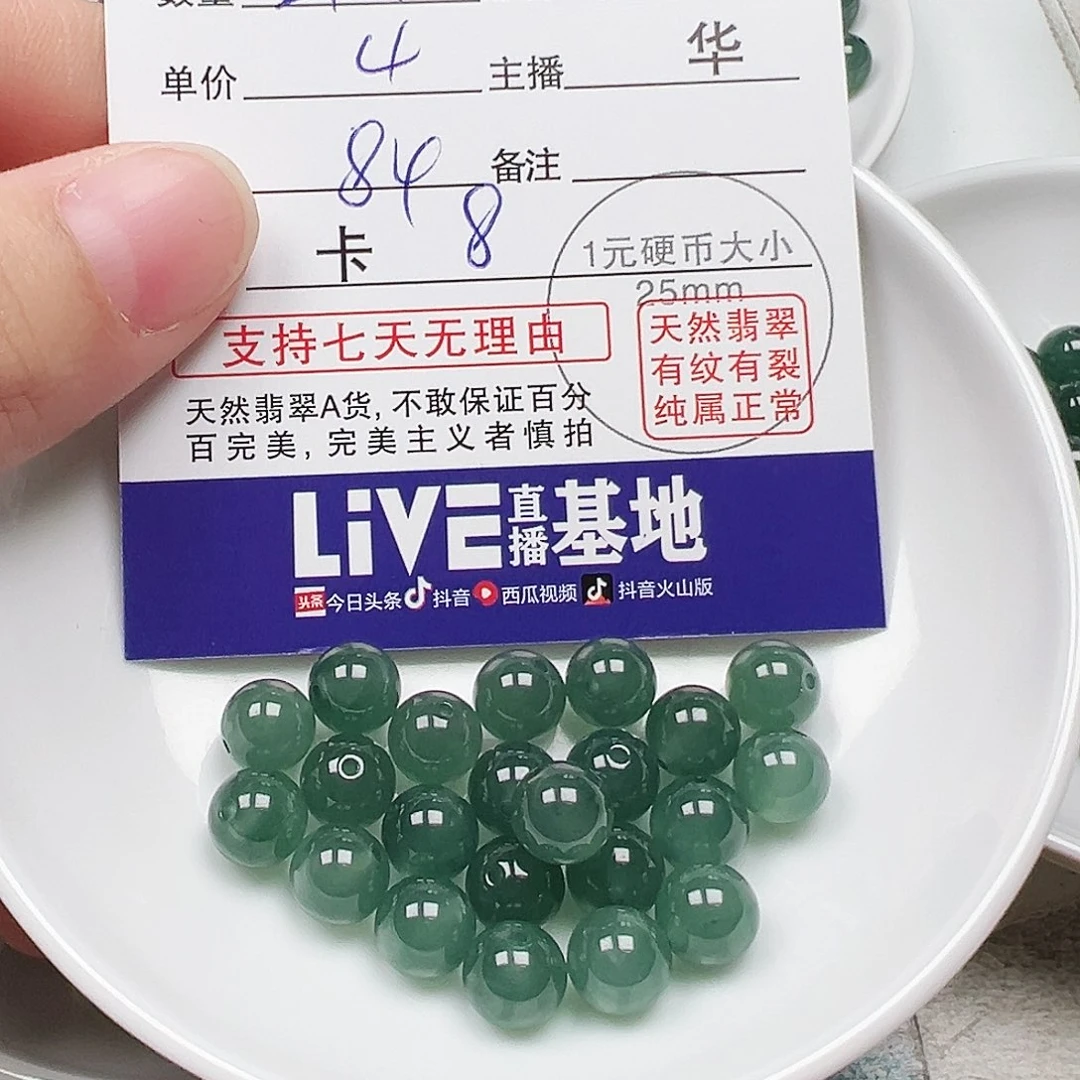 数量
单价 4 主播 华
84 备注
卡 8
1元硬币大小
25mm
支持七天无理由
天然翡翠
有纹有裂
纯属正常
天然翡翠A货,不敢保证百分
百完美,完美主义者慎拍
LiVE直播基地
头条 今日头条 抖音 西瓜视频 抖音火山版